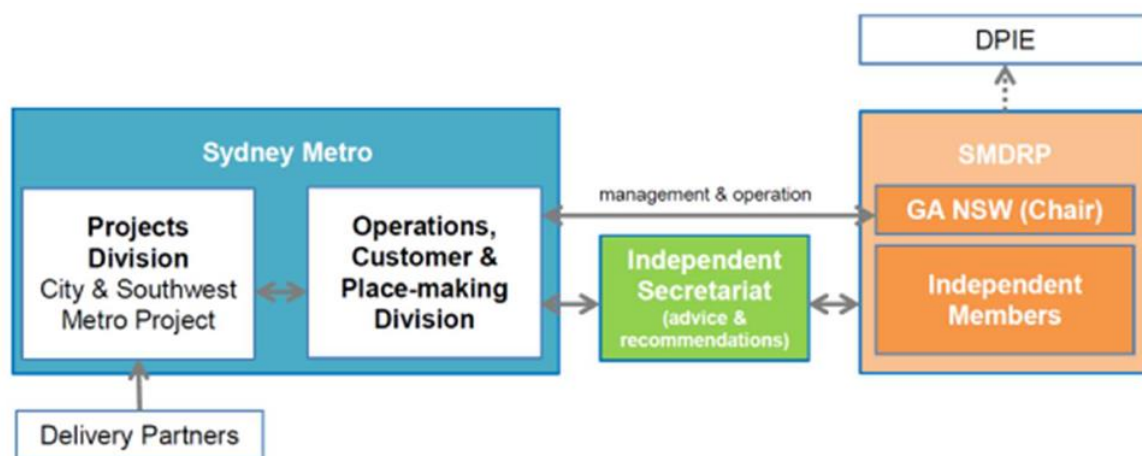 DPIE
Sydney Metro
SMDRP
Projects
Division
City & Southwest
Metro Project
Operations,
Customer &
Place-making
Division
management & operation
Independent
Secretariat
(advice &
recommendations)
GA NSW (Chair)
Independent
Members
Delivery Partners